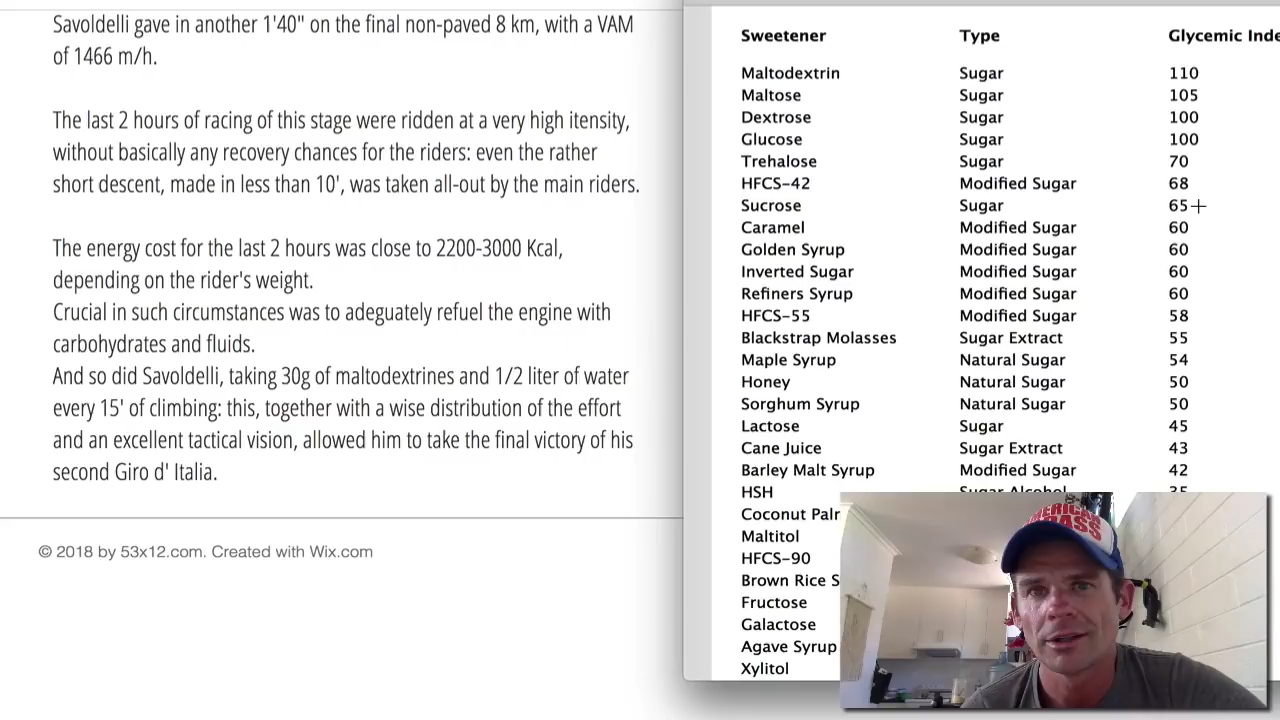 Savoldelli gave in another 1'40" on the final non-paved 8 km, with a VAM
of 1466 m/h.
The last 2 hours of racing of this stage were ridden at a very high itensity,
without basically any recovery chances for the riders: even the rather
short descent, made in less than 10', was taken all-out by the main riders.
The energy cost for the last 2 hours was close to 2200-3000 Kcal,
depending on the rider's weight.
Crucial in such circumstances was to adeguately refuel the engine with
carbohydrates and fluids.
And so did Savoldelli, taking 30g of maltodextrines and 1/2 liter of water
every 15' of climbing: this, together with a wise distribution of the effort
and an excellent tactical vision, allowed him to take the final victory of his
second Giro d' Italia.
© 2018 by 53x12.com. Created with Wix.com
Sweetener Type Glycemic Inde
Maltodextrin Sugar 110
Maltose Sugar 105
Dextrose Sugar 100
Glucose Sugar 100
Trehalose Sugar 70
HFCS-42 Modified Sugar 68
Sucrose Sugar 65
Caramel Modified Sugar 60
Golden Syrup Modified Sugar 60
Inverted Sugar Modified Sugar 60
Refiners Syrup Modified Sugar 60
HFCS-55 Modified Sugar 58
Blackstrap Molasses Sugar Extract 55
Maple Syrup Natural Sugar 54
Honey Natural Sugar 50
Sorghum Syrup Natural Sugar 50
Lactose Sugar 45
Cane Juice Sugar Extract 43
Barley Malt Syrup Modified Sugar 42
HSH Sugar Alcohol 35
Coconut Palr
Maltitol
HFCS-90
Brown Rice S
Fructose
Galactose
Agave Syrup
Xylitol